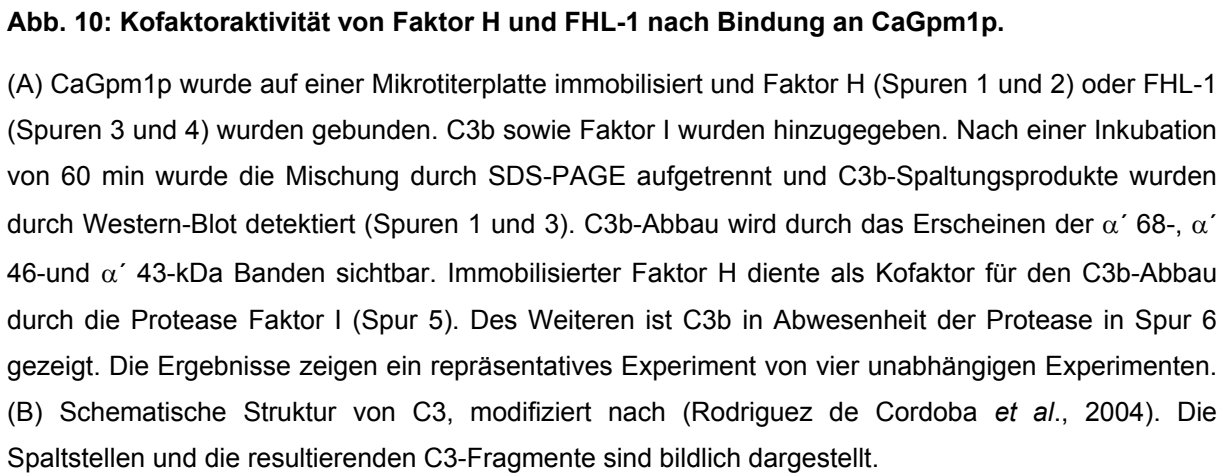 Abb. 10: Kofaktoraktivität von Faktor H und FHL-1 nach Bindung an CaGpm1p.
(A) CaGpm1p wurde auf einer Mikrotiterplatte immobilisiert und Faktor H (Spuren 1 und 2) oder FHL-1
(Spuren 3 und 4) wurden gebunden. C3b sowie Faktor I wurden hinzugegeben. Nach einer Inkubation
von 60 min wurde die Mischung durch SDS-PAGE aufgetrennt und C3b-Spaltungsprodukte wurden
durch Western-Blot detektiert (Spuren 1 und 3). C3b-Abbau wird durch das Erscheinen der α´ 68-, α´
46-und α´ 43-kDa Banden sichtbar. Immobilisierter Faktor H diente als Kofaktor für den C3b-Abbau
durch die Protease Faktor I (Spur 5). Des Weiteren ist C3b in Abwesenheit der Protease in Spur 6
gezeigt. Die Ergebnisse zeigen ein repräsentatives Experiment von vier unabhängigen Experimenten.
(B) Schematische Struktur von C3, modifiziert nach (Rodriguez de Cordoba et al., 2004). Die
Spaltstellen und die resultierenden C3-Fragmente sind bildlich dargestellt.